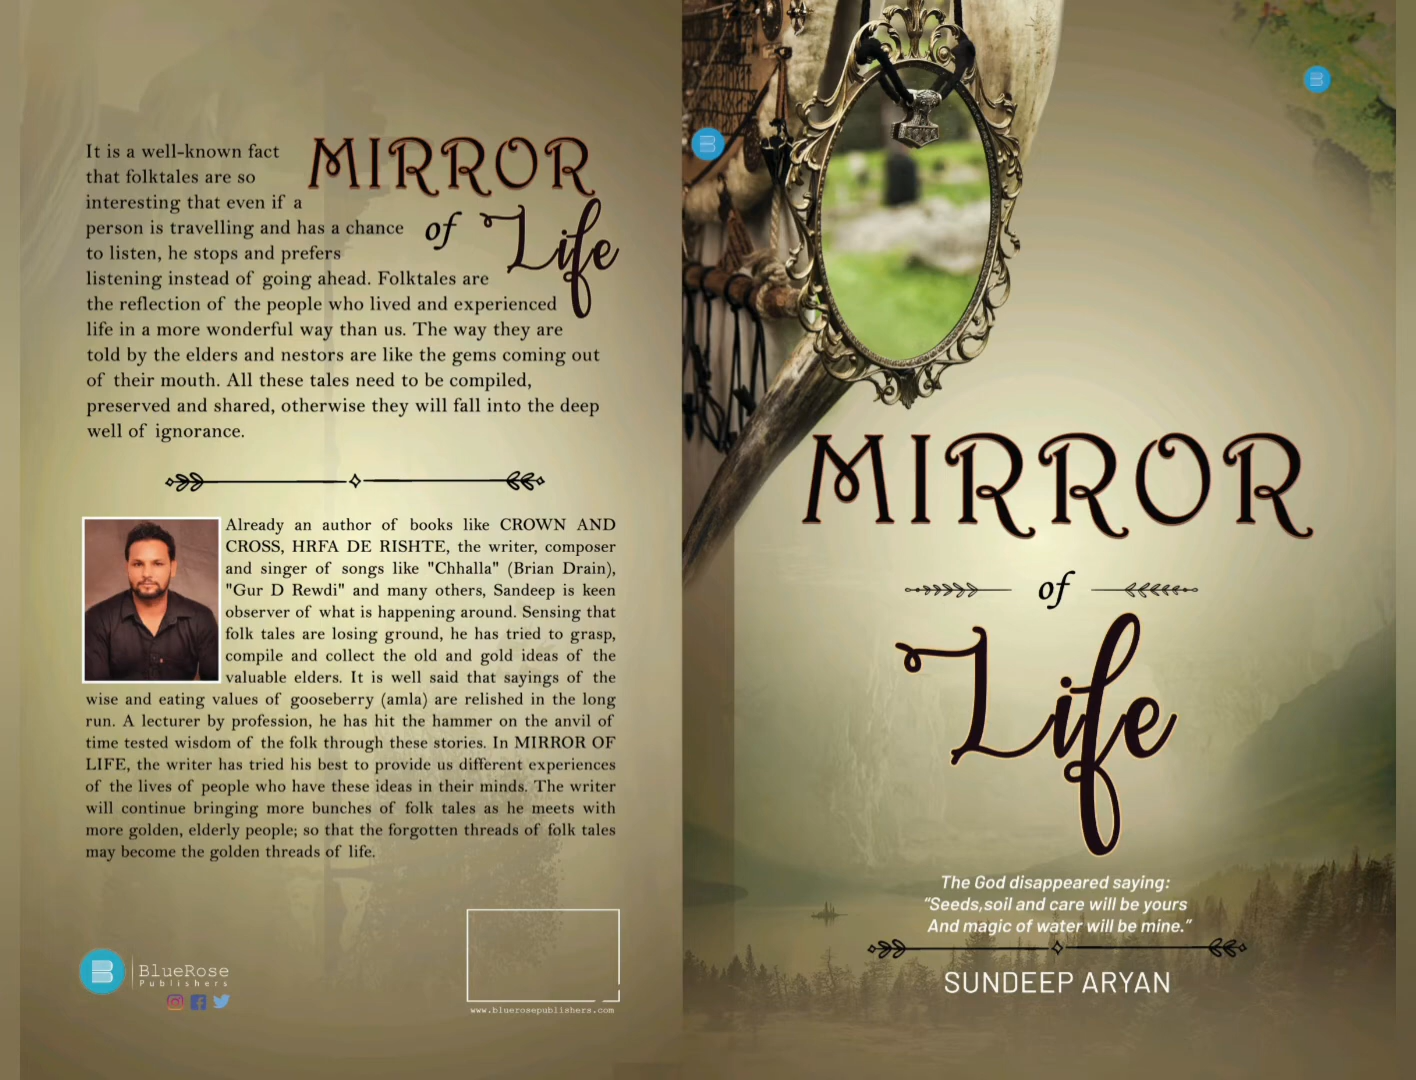 It is a well-known fact
that folktales are so
interesting that even if a
person is travelling and has a chance
to listen, he stops and prefers
listening instead of going ahead. Folktales are
the reflection of the people who lived and experienced
life in a more wonderful way than us. The way they are
told by the elders and nestors are like the gems coming out
of their mouth. All these tales need to be compiled,
preserved and shared, otherwise they will fall into the deep
well of ignorance.
MIRROR
of Life
Already an author of books like CROWN AND
CROSS, HRFA DE RISHTE, the writer, composer
and singer of songs like "Chhalla" (Brian Drain),
"Gur D Rewdi" and many others, Sandeep is keen
observer of what is happening around. Sensing that
folk tales are losing ground, he has tried to grasp,
compile and collect the old and gold ideas of the
valuable elders. It is well said that sayings of the
wise and eating values of gooseberry (amla) are relished in the long
run. A lecturer by profession, he has hit the hammer on the anvil of
time tested wisdom of the folk through these stories. In MIRROR OF
LIFE, the writer has tried his best to provide us different experiences
of the lives of people who have these ideas in their minds. The writer
will continue bringing more bunches of folk tales as he meets with
more golden, elderly people; so that the forgotten threads of folk tales
may become the golden threads of life.
BlueRose
Publishers
www.bluerosepublishers.com
MIRROR
of
Life
The God disappeared saying:
“Seeds,soil and care will be yours
And magic of water will be mine.”
SUNDEEP ARYAN